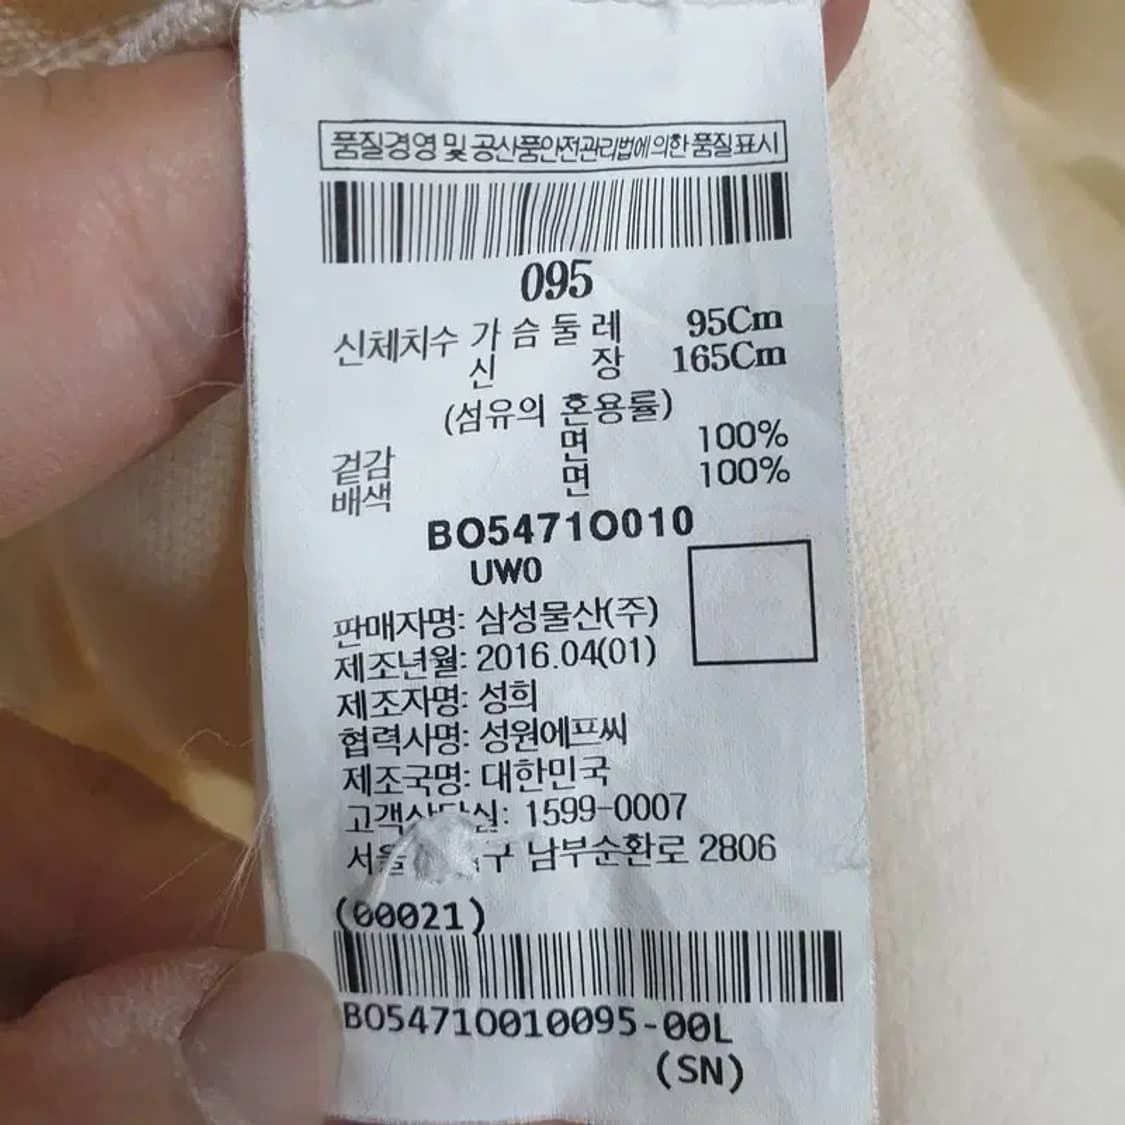 품질경영 및 공산품안전관리법에의한 품질표시
095
신체치수 가슴둘레 95Cm
신장 165Cm
(섬유의 혼용률)
겉감 면 100%
배색 면 100%
BO5471O010
UW0
판매자명: 삼성물산(주)
제조년월: 2016.04(01)
제조자명: 성희
협력사명: 성원에프씨
제조국명: 대한민국
고객상담실: 1599-0007
서울 남부순환로 2806
(00021)
BO5471O010095-00L
(SN)